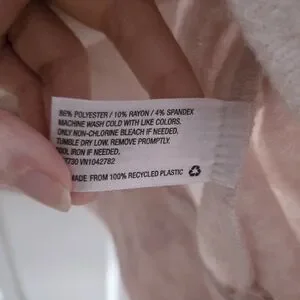 86% POLYESTER / 10% RAYON / 4% SPANDEX
MACHINE WASH COLD WITH LIKE COLORS.
ONLY NON-CHLORINE BLEACH IF NEEDED.
TUMBLE DRY LOW. REMOVE PROMPTLY.
IRON IF NEEDED.
VN1042782
MADE FROM 100% RECYCLED PLASTIC